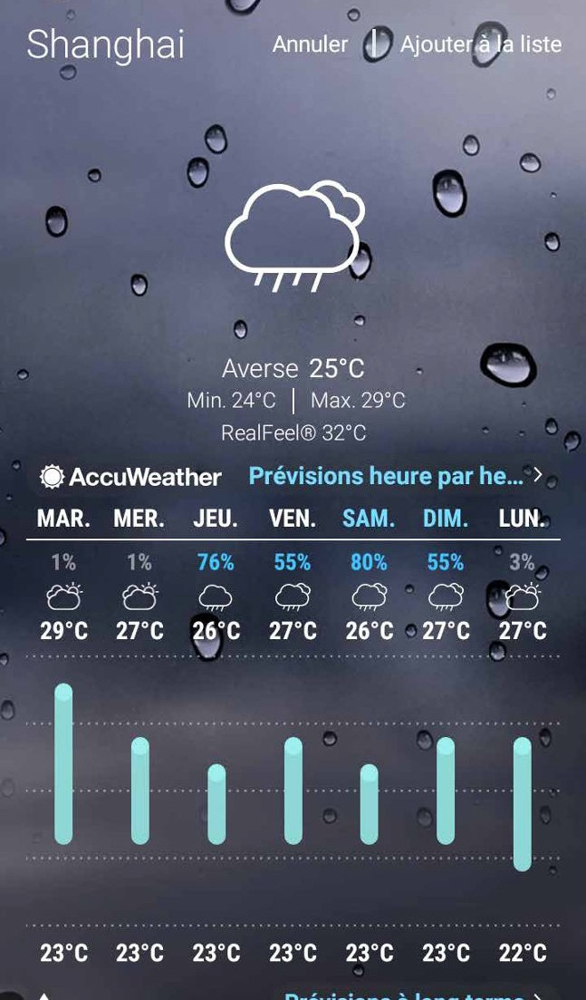 Shanghai
Annuler | Ajouter à la liste
Averse 25°C
Min. 24°C | Max. 29°C
RealFeel® 32°C
AccuWeather Prévisions heure par he... >
MAR. MER. JEU. VEN. SAM. DIM. LUN.
1% 1% 76% 55% 80% 55% 3%
29°C 27°C 26°C 27°C 26°C 27°C 27°C
23°C 23°C 23°C 23°C 23°C 23°C 22°C
Prévisions à long terme >